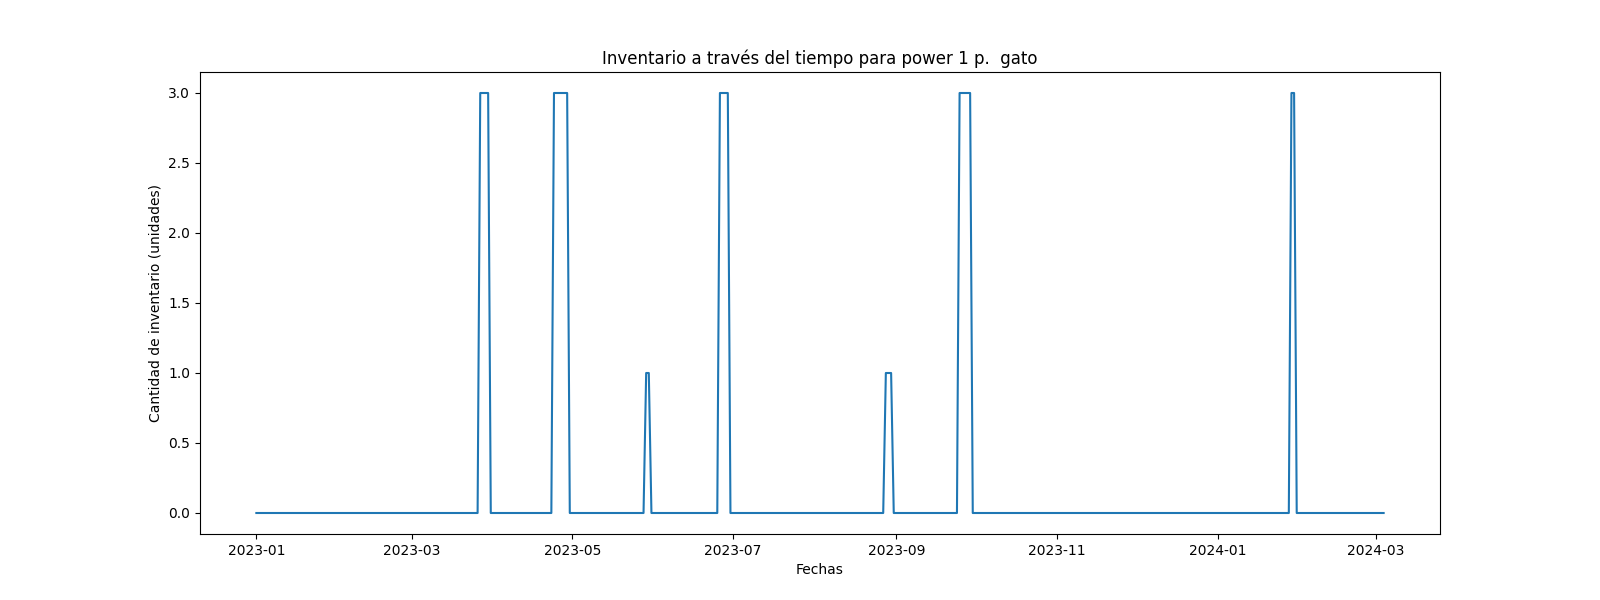 Inventario a través del tiempo para power 1 p.  gato
Cantidad de inventario (unidades)
3.0
2.5
2.0
1.5
1.0
0.5
0.0
2023-01 2023-03 2023-05 2023-07 2023-09 2023-11 2024-01 2024-03
Fechas